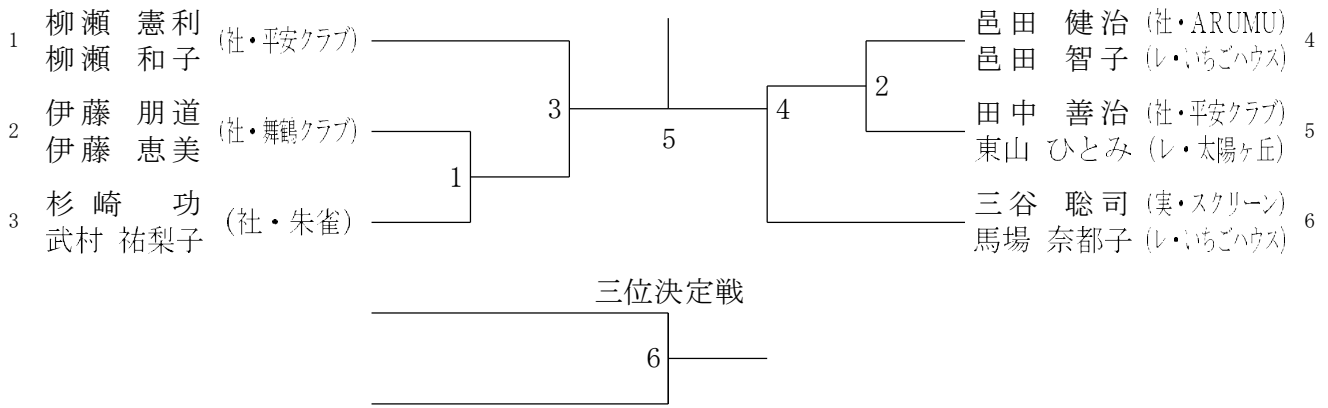 1 柳瀬 憲利 (社・平安クラブ)
柳瀬 和子
2 伊藤 朋道 (社・舞鶴クラブ)
伊藤 恵美
3 杉崎 功 (社・朱雀)
武村 祐梨子
1
3
5
4
2
邑田 健治 (社・ARUMU) 4
邑田 智子 (レ・いちごハウス)
田中 善治 (社・平安クラブ) 5
東山 ひとみ (レ・太陽ヶ丘)
三谷 聡司 (実・スクリーン) 6
馬場 奈都子 (レ・いちごハウス)
三位決定戦
6